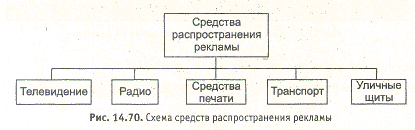 Средства
распространения
рекламы
Телевидение
Радио
Средства
печати
Транспорт
Уличные
щиты
Рис. 14.70. Схема средств распространения рекламы